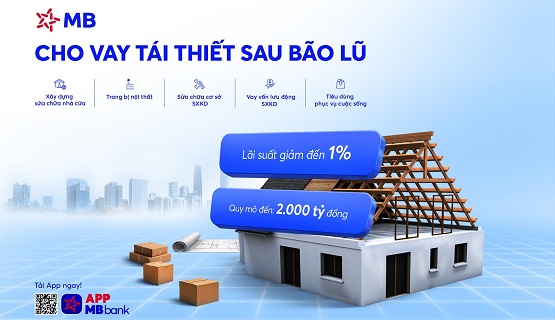 MB
CHO VAY TÁI THIẾT SAU BÃO LŨ
Xây dựng
sửa chữa nhà cửa
Trang bị nội thất
Sửa chữa cơ sở
SXKD
Vay vốn lưu động
SXKD
Tiêu dùng
phục vụ cuộc sống
Lãi suất giảm đến 1%
Quy mô đến: 2.000 tỷ đồng
Tải App ngay!
APP
MBbank